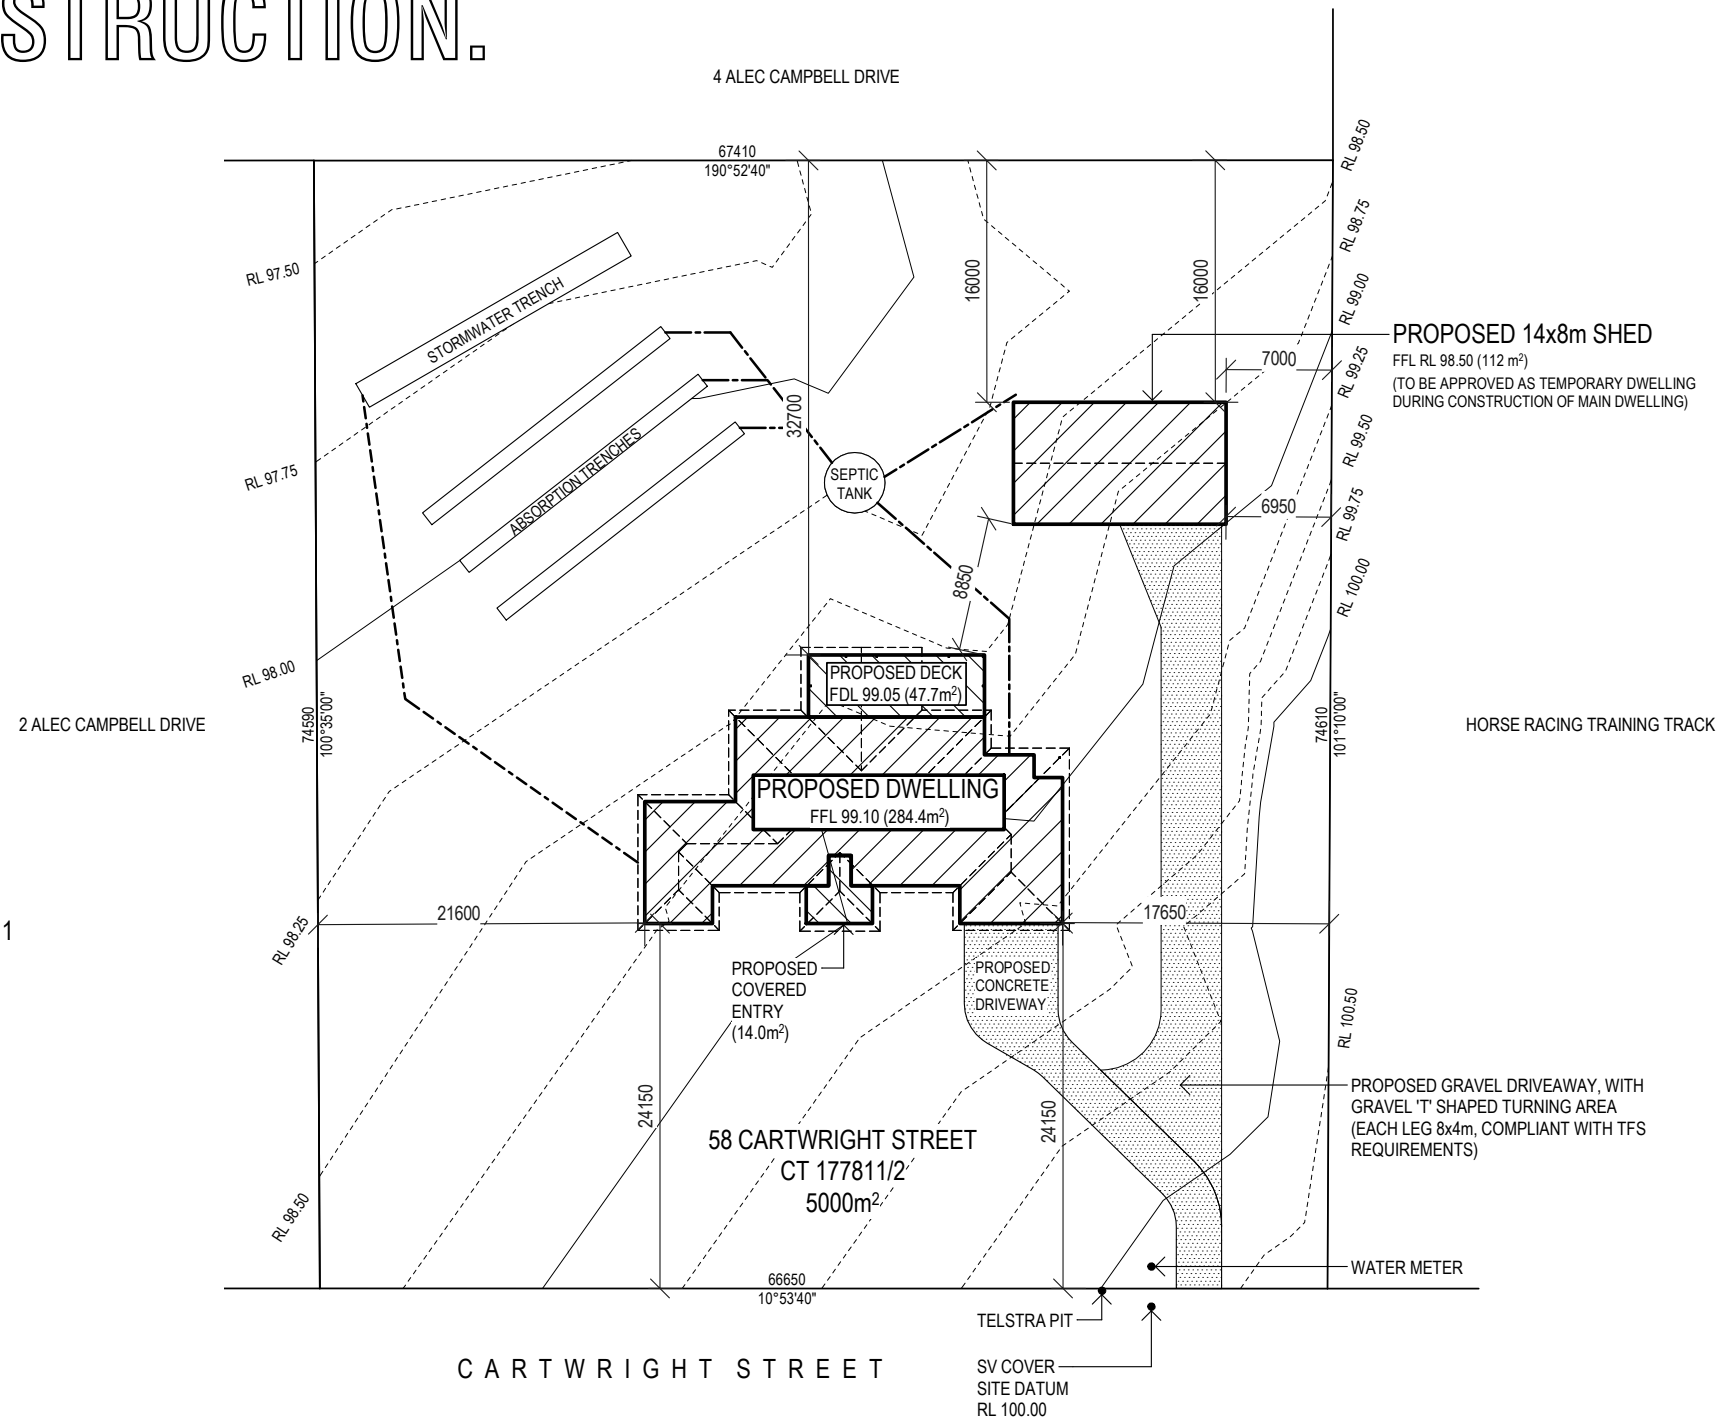 STRUCTION.
4 ALEC CAMPBELL DRIVE
67410
190°52'40"
RL 98.50
RL 98.75
RL 99.00
RL 99.25
RL 99.50
RL 99.75
RL 100.00
RL 97.50
STORMWATER TRENCH
16000
16000
PROPOSED 14x8m SHED
FFL RL 98.50 (112 m²)
(TO BE APPROVED AS TEMPORARY DWELLING
DURING CONSTRUCTION OF MAIN DWELLING)
7000
32700
RL 97.75
ABSORPTION TRENCHES
SEPTIC
TANK
6950
8850
RL 98.00
PROPOSED DECK
FDL 99.05 (47.7m²)
2 ALEC CAMPBELL DRIVE
74590
100°35'00"
74610
101°10'00"
HORSE RACING TRAINING TRACK
PROPOSED DWELLING
FFL 99.10 (284.4m²)
21600
17650
1
RL 98.25
PROPOSED
COVERED
ENTRY
(14.0m²)
PROPOSED
CONCRETE
DRIVEWAY
RL 100.50
24150
24150
PROPOSED GRAVEL DRIVEAWAY, WITH
GRAVEL 'T' SHAPED TURNING AREA
(EACH LEG 8x4m, COMPLIANT WITH TFS
REQUIREMENTS)
58 CARTWRIGHT STREET
CT 177811/2
5000m²
RL 98.50
WATER METER
66650
10°53'40"
TELSTRA PIT
CARTWRIGHT STREET
SV COVER
SITE DATUM
RL 100.00